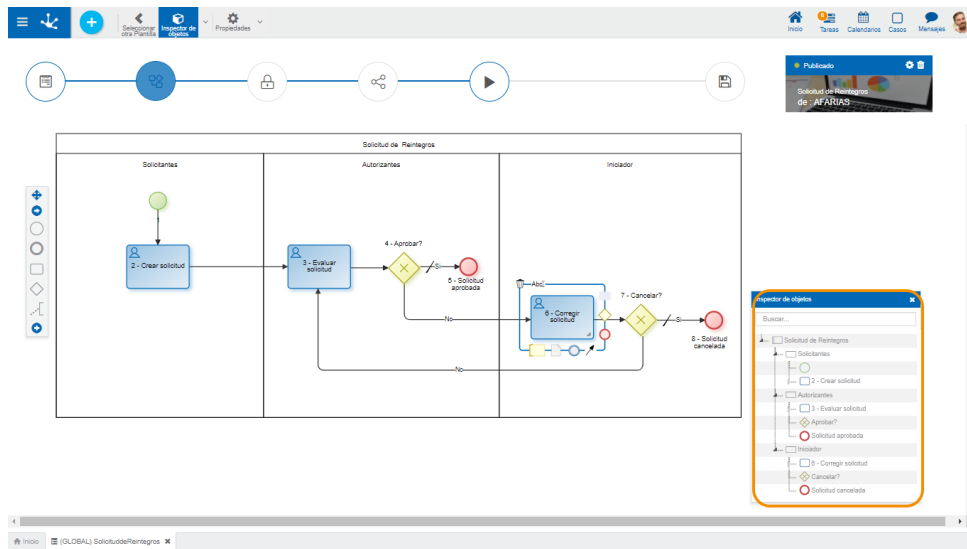 Seleccionar
otra Plantilla
Inspector de
objetos
Propiedades
Inicio
Tareas
Calendarios
Casos
Mensajes
Publicado
Solicitud de Reintegros
de : AFARIAS
Solicitud de Reintegros
Solicitantes
Autorizantes
Iniciador
2 - Crear solicitud
3 - Evaluar
solicitud
4 - Aprobar?
Si
5 - Solicitud
aprobada
No
Abc
6 - Corregir
solicitud
7 - Cancelar?
Si
8 - Solicitud
cancelada
No
Inspector de objetos
Buscar...
Solicitud de Reintegros
Solicitantes
2 - Crear solicitud
Autorizantes
3 - Evaluar solicitud
Aprobar?
Solicitud aprobada
Iniciador
6 - Corregir solicitud
Cancelar?
Solicitud cancelada
Inicio
(GLOBAL) SolicituddeReintegros